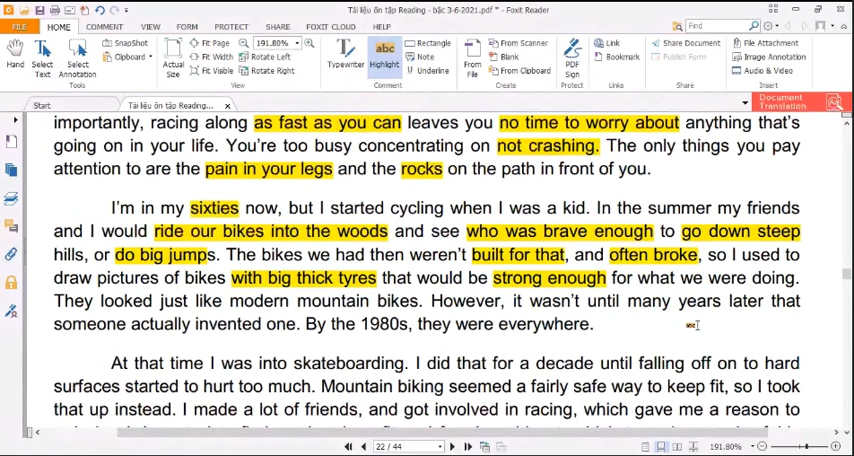 Tài liệu ôn tập Reading - bậc 3-6-2021.pdf * - Foxit Reader
FILE HOME COMMENT VIEW FORM PROTECT SHARE FOXIT CLOUD HELP
Find
SnapShot
Clipboard
Hand
Select Text
Select Annotation
Tools
Actual Size
Fit Page
Fit Width
Fit Visible
191.80%
Rotate Left
Rotate Right
View
Typewriter
abc
Highlight
Rectangle
Note
Underline
Comment
From File
From Scanner
Blank
From Clipboard
Create
PDF Sign
Protect
Link
Bookmark
Links
Share Document
Publish Form
Share
File Attachment
Image Annotation
Audio & Video
Insert
Start
Tài liệu ôn tập Reading...
Document Translation
importantly, racing along as fast as you can leaves you no time to worry about anything that's
going on in your life. You're too busy concentrating on not crashing. The only things you pay
attention to are the pain in your legs and the rocks on the path in front of you.
I'm in my sixties now, but I started cycling when I was a kid. In the summer my friends
and I would ride our bikes into the woods and see who was brave enough to go down steep
hills, or do big jumps. The bikes we had then weren't built for that, and often broke, so I used to
draw pictures of bikes with big thick tyres that would be strong enough for what we were doing.
They looked just like modern mountain bikes. However, it wasn't until many years later that
someone actually invented one. By the 1980s, they were everywhere.
At that time I was into skateboarding. I did that for a decade until falling off on to hard
surfaces started to hurt too much. Mountain biking seemed a fairly safe way to keep fit, so I took
that up instead. I made a lot of friends, and got involved in racing, which gave me a reason to
22 / 44
191.80%